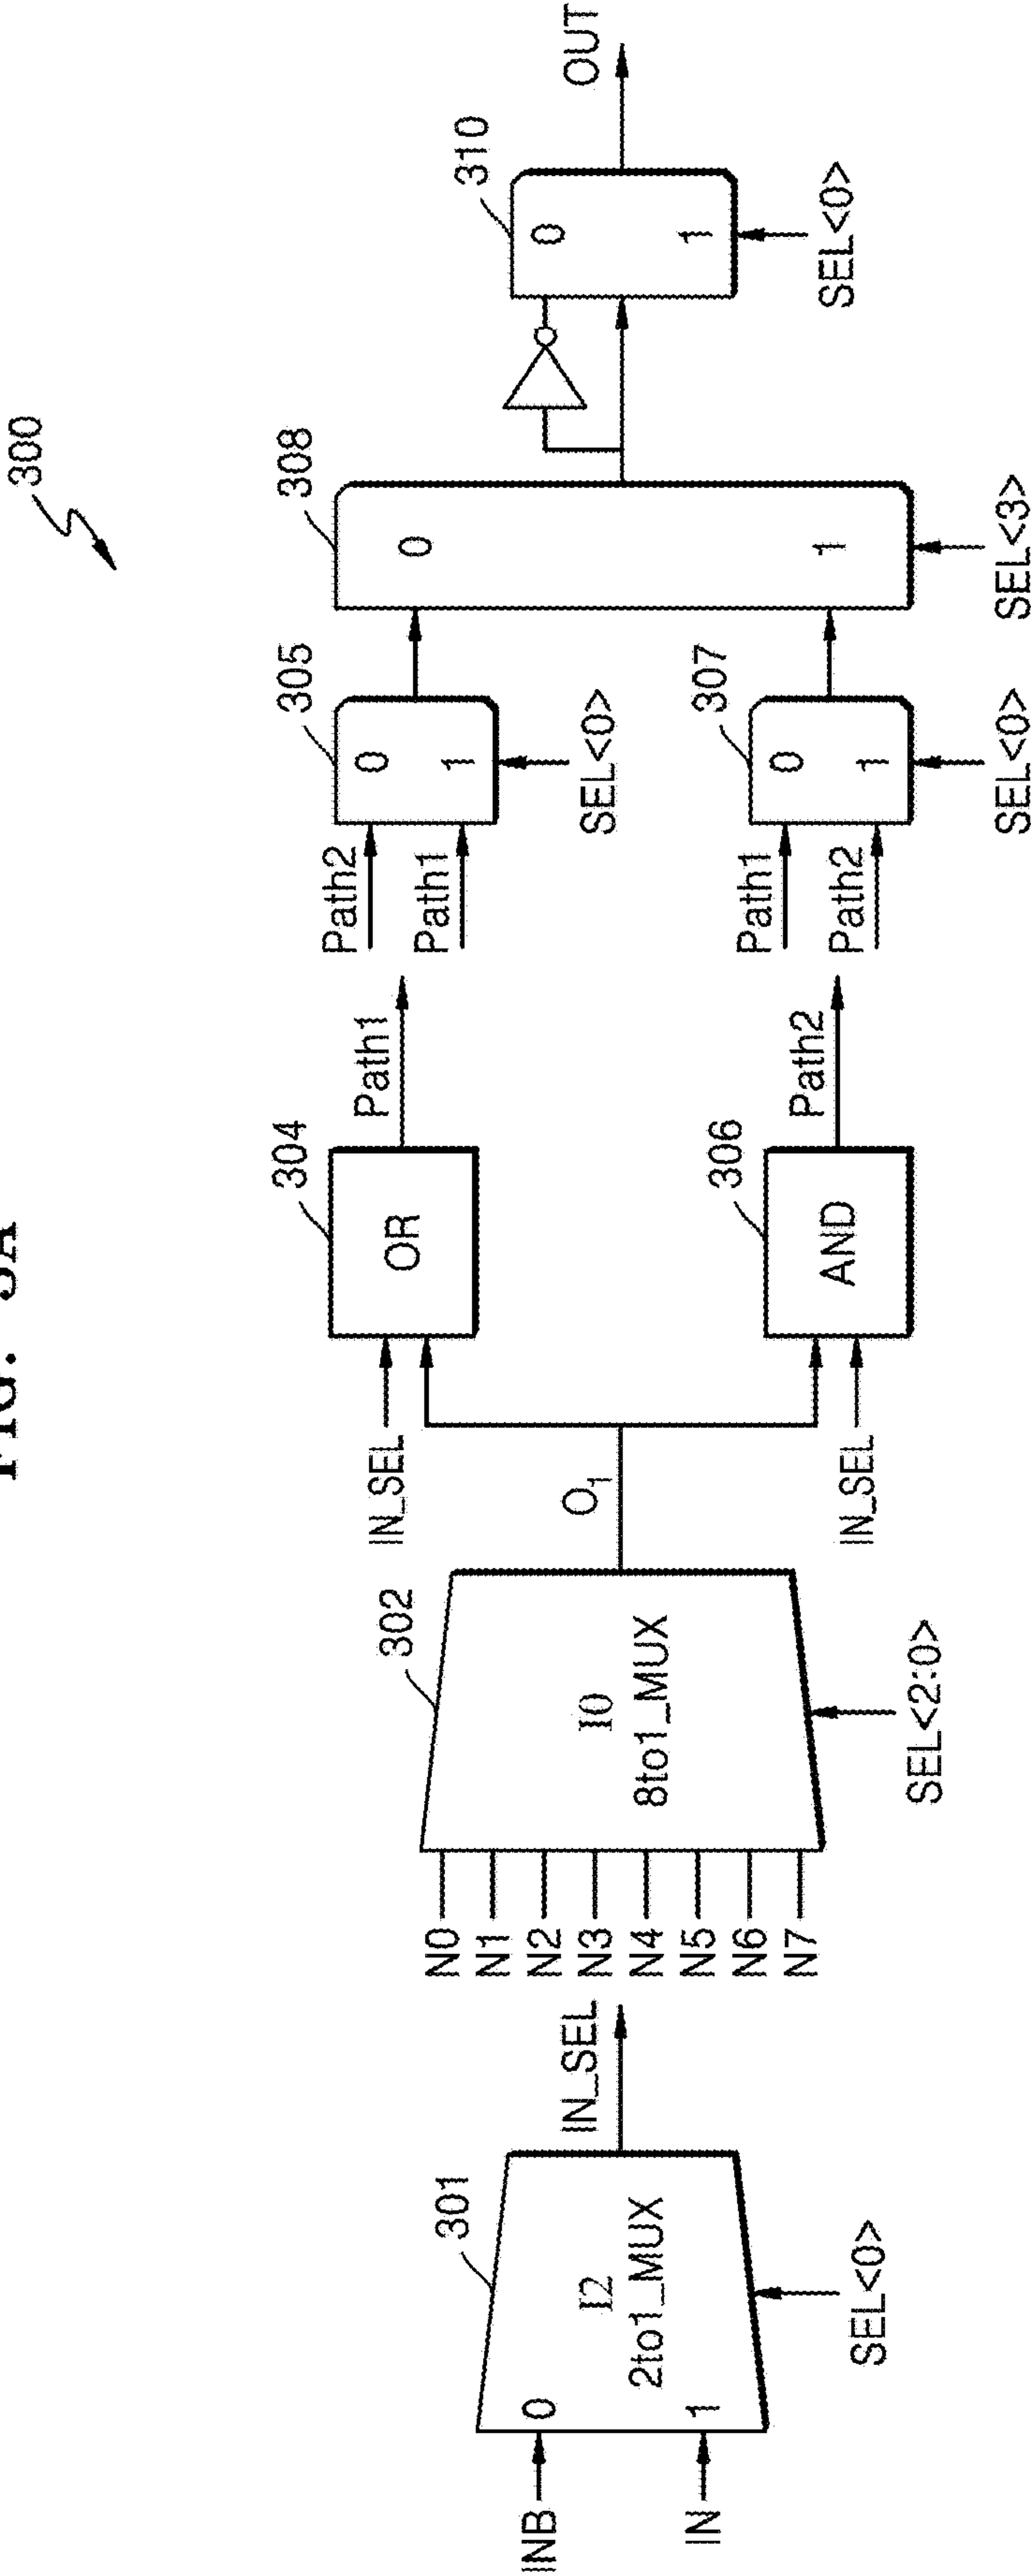 300
INB
IN
0
1
I2
2to1_MUX
301
SEL<0>
IN_SEL
N0
N1
N2
N3
N4
N5
N6
N7
I0
8to1_MUX
302
SEL<2:0>
O1
IN_SEL
OR
304
Path1
IN_SEL
AND
306
Path2
Path2
Path1
0
1
305
SEL<0>
Path1
Path2
0
1
307
SEL<0>
0
1
308
SEL<3>
0
1
310
SEL<0>
OUT